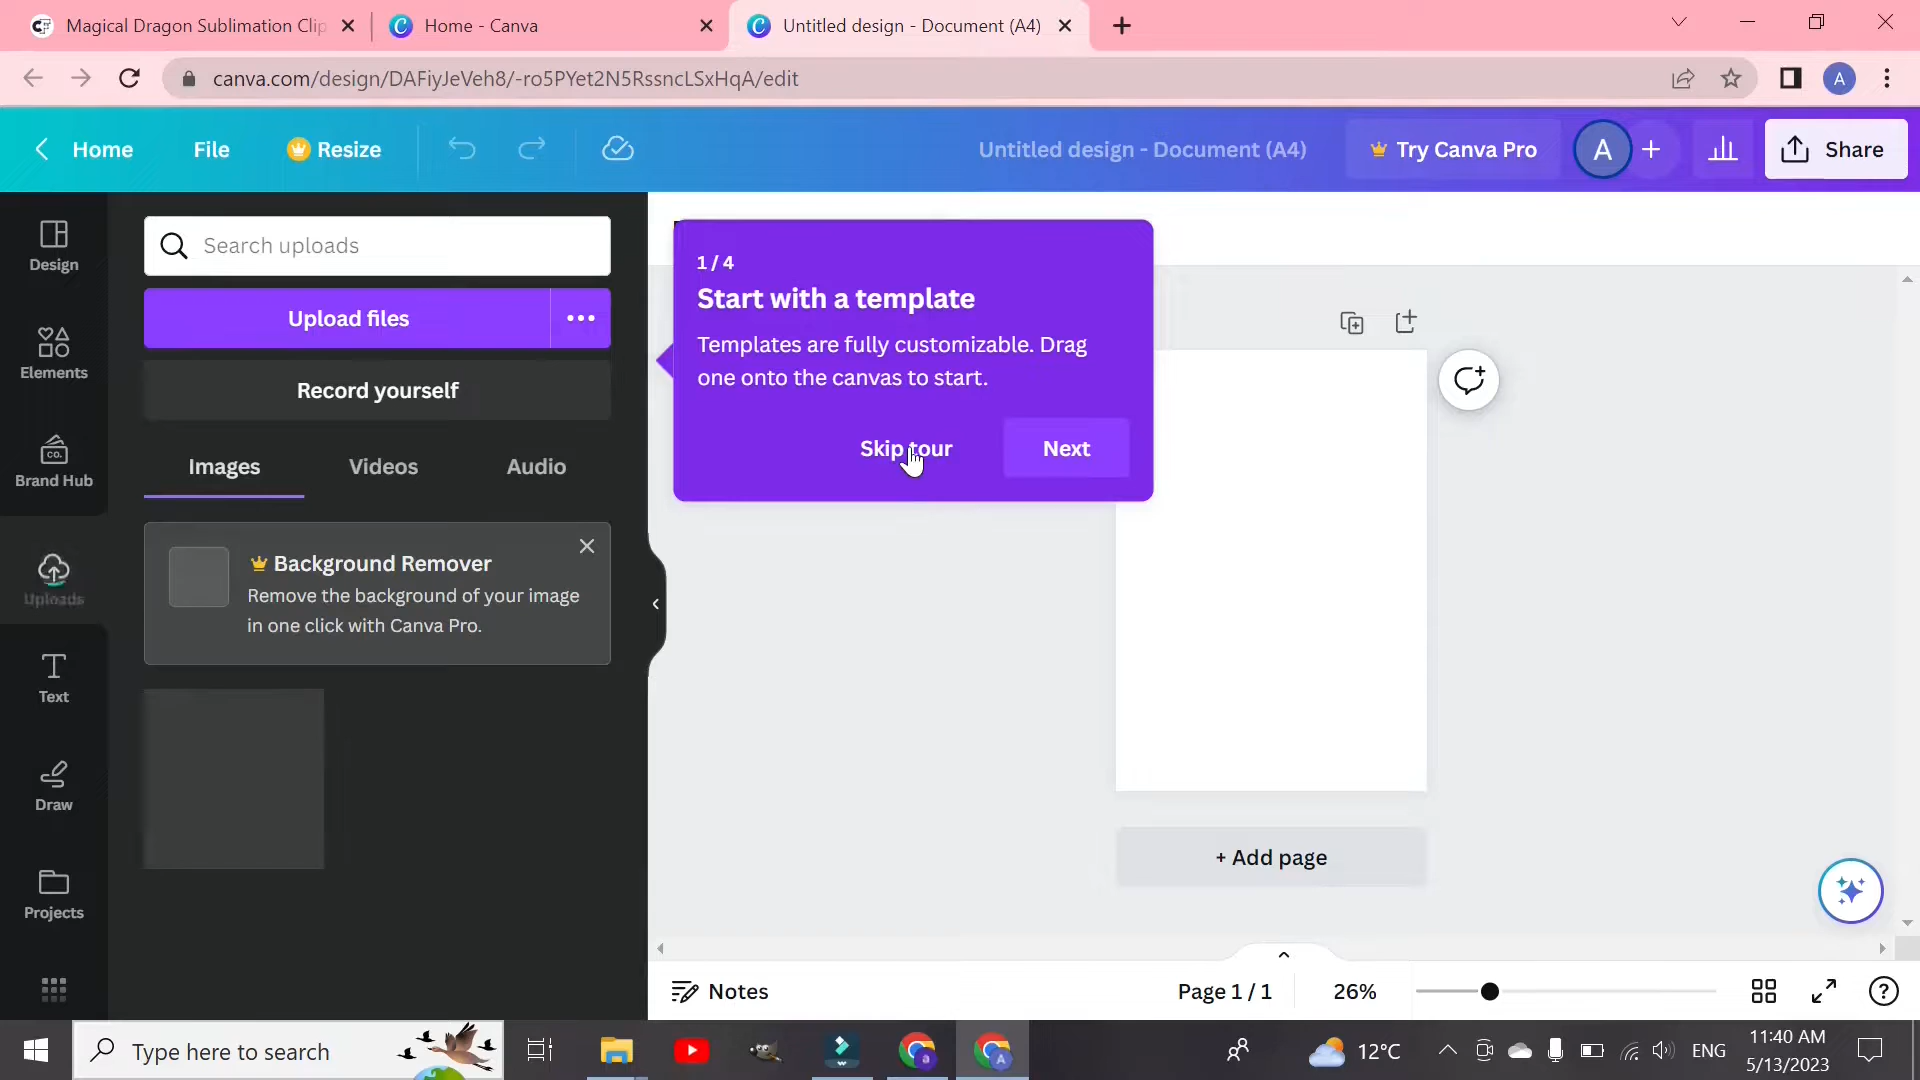 Magical Dragon Sublimation Clip
Home - Canva
Untitled design - Document (A4)
canva.com/design/DAFiyJeVeh8/-ro5PYet2N5RssncLSxHqA/edit
A
Home
File
Resize
Untitled design - Document (A4)
Try Canva Pro
A
Share
Design
Elements
CO.
Brand Hub
Uploads
Text
Draw
Projects
Search uploads
Upload files
Record yourself
Images
Videos
Audio
Background Remover
Remove the background of your image
in one click with Canva Pro.
1 / 4
Start with a template
Templates are fully customizable. Drag
one onto the canvas to start.
Skip tour
Next
+ Add page
Notes
Page 1 / 1
26%
Type here to search
12°C
ENG
11:40 AM
5/13/2023